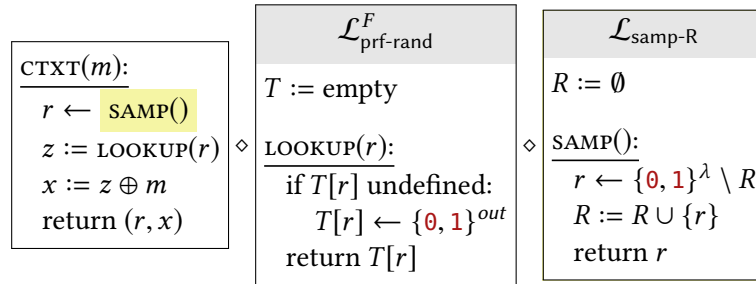 CTXT(m):
r ← SAMP()
z := LOOKUP(r)
x := z ⊕ m
return (r, x)
⋄
𝓛^F_prf-rand
T := empty
LOOKUP(r):
if T[r] undefined:
T[r] ← {0, 1}^out
return T[r]
⋄
𝓛_samp-R
R := ∅
SAMP():
r ← {0, 1}^λ \ R
R := R ∪ {r}
return r